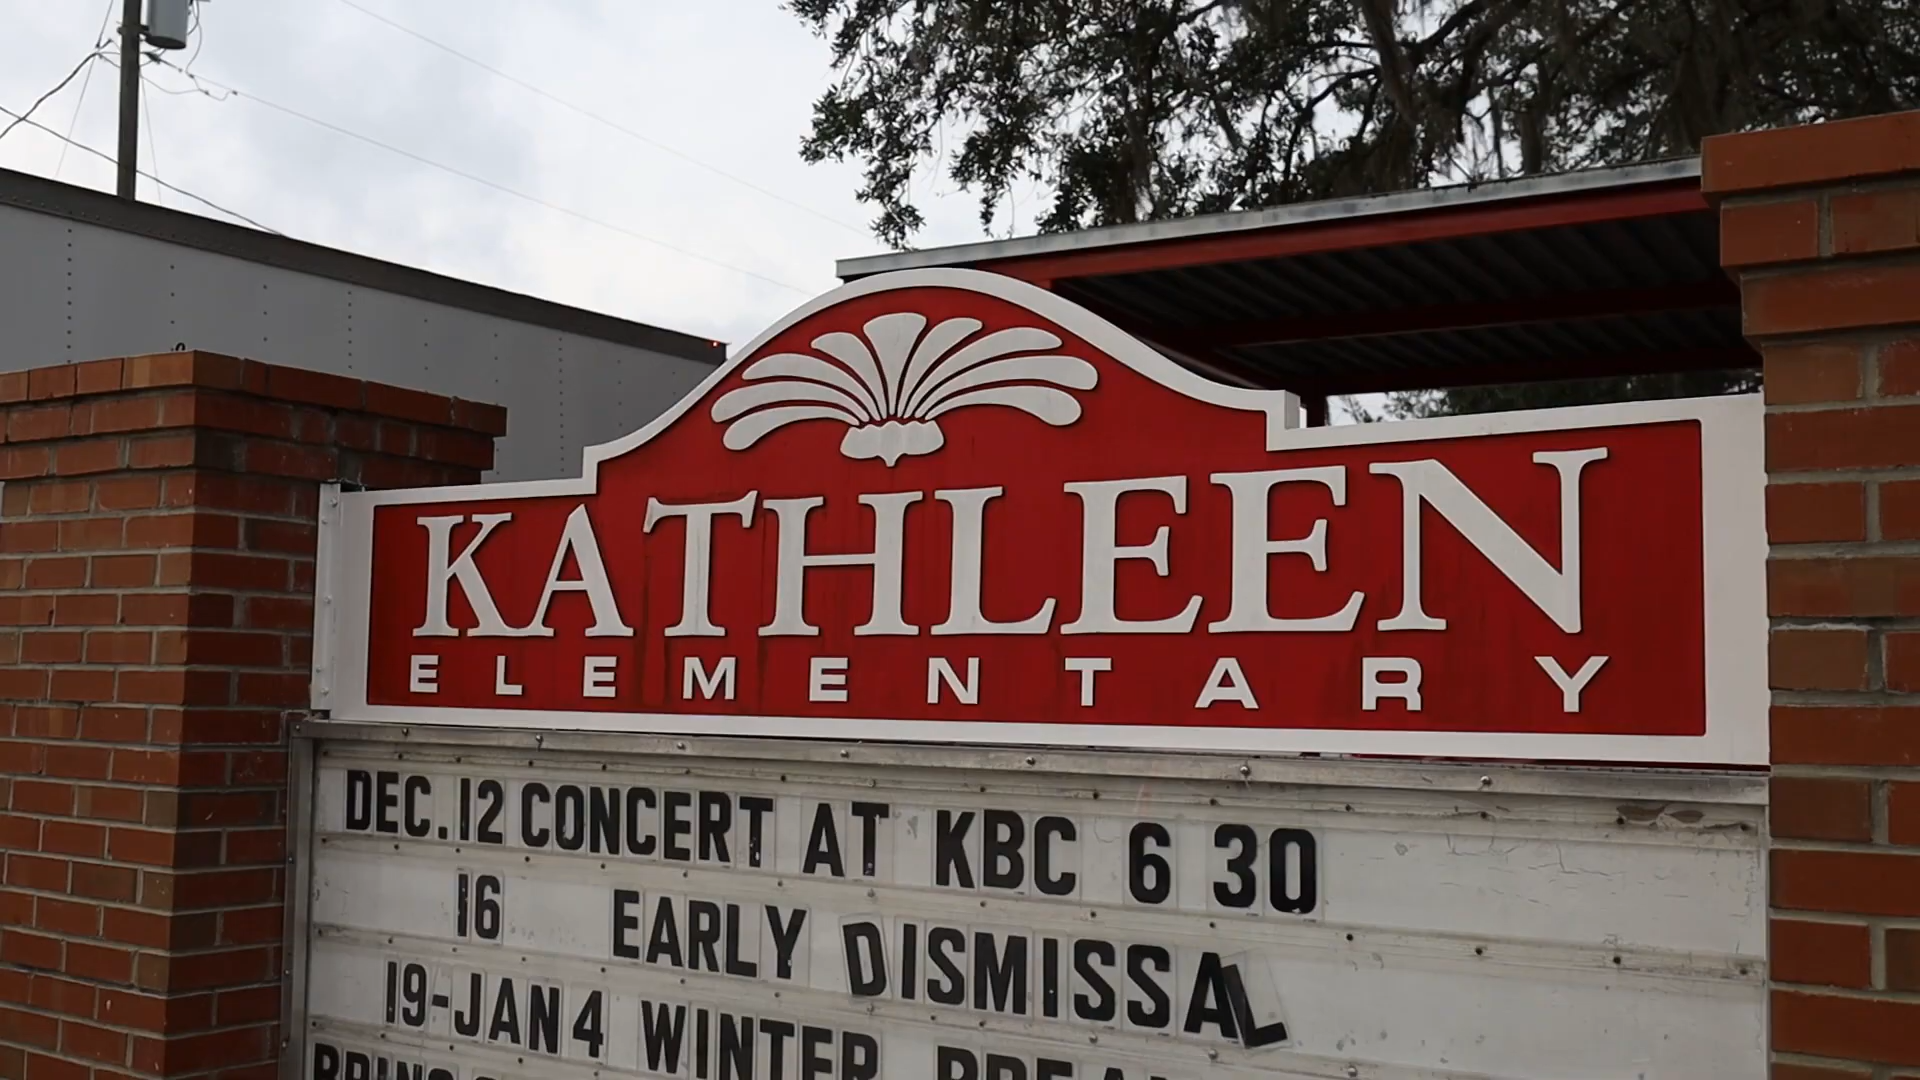 KATHLEEN
ELEMENTARY
DEC. 12 CONCERT AT KBC 6 30
16 EARLY DISMISSAL
19-JAN 4 WINTER